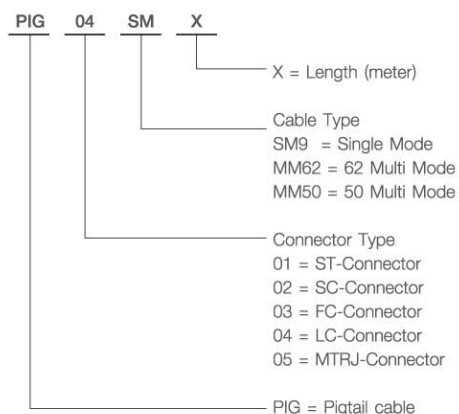 PIG 04 SM X
X = Length (meter)
Cable Type
SM9 = Single Mode
MM62 = 62 Multi Mode
MM50 = 50 Multi Mode
Connector Type
01 = ST-Connector
02 = SC-Connector
03 = FC-Connector
04 = LC-Connector
05 = MTRJ-Connector
PIG = Pigtail cable